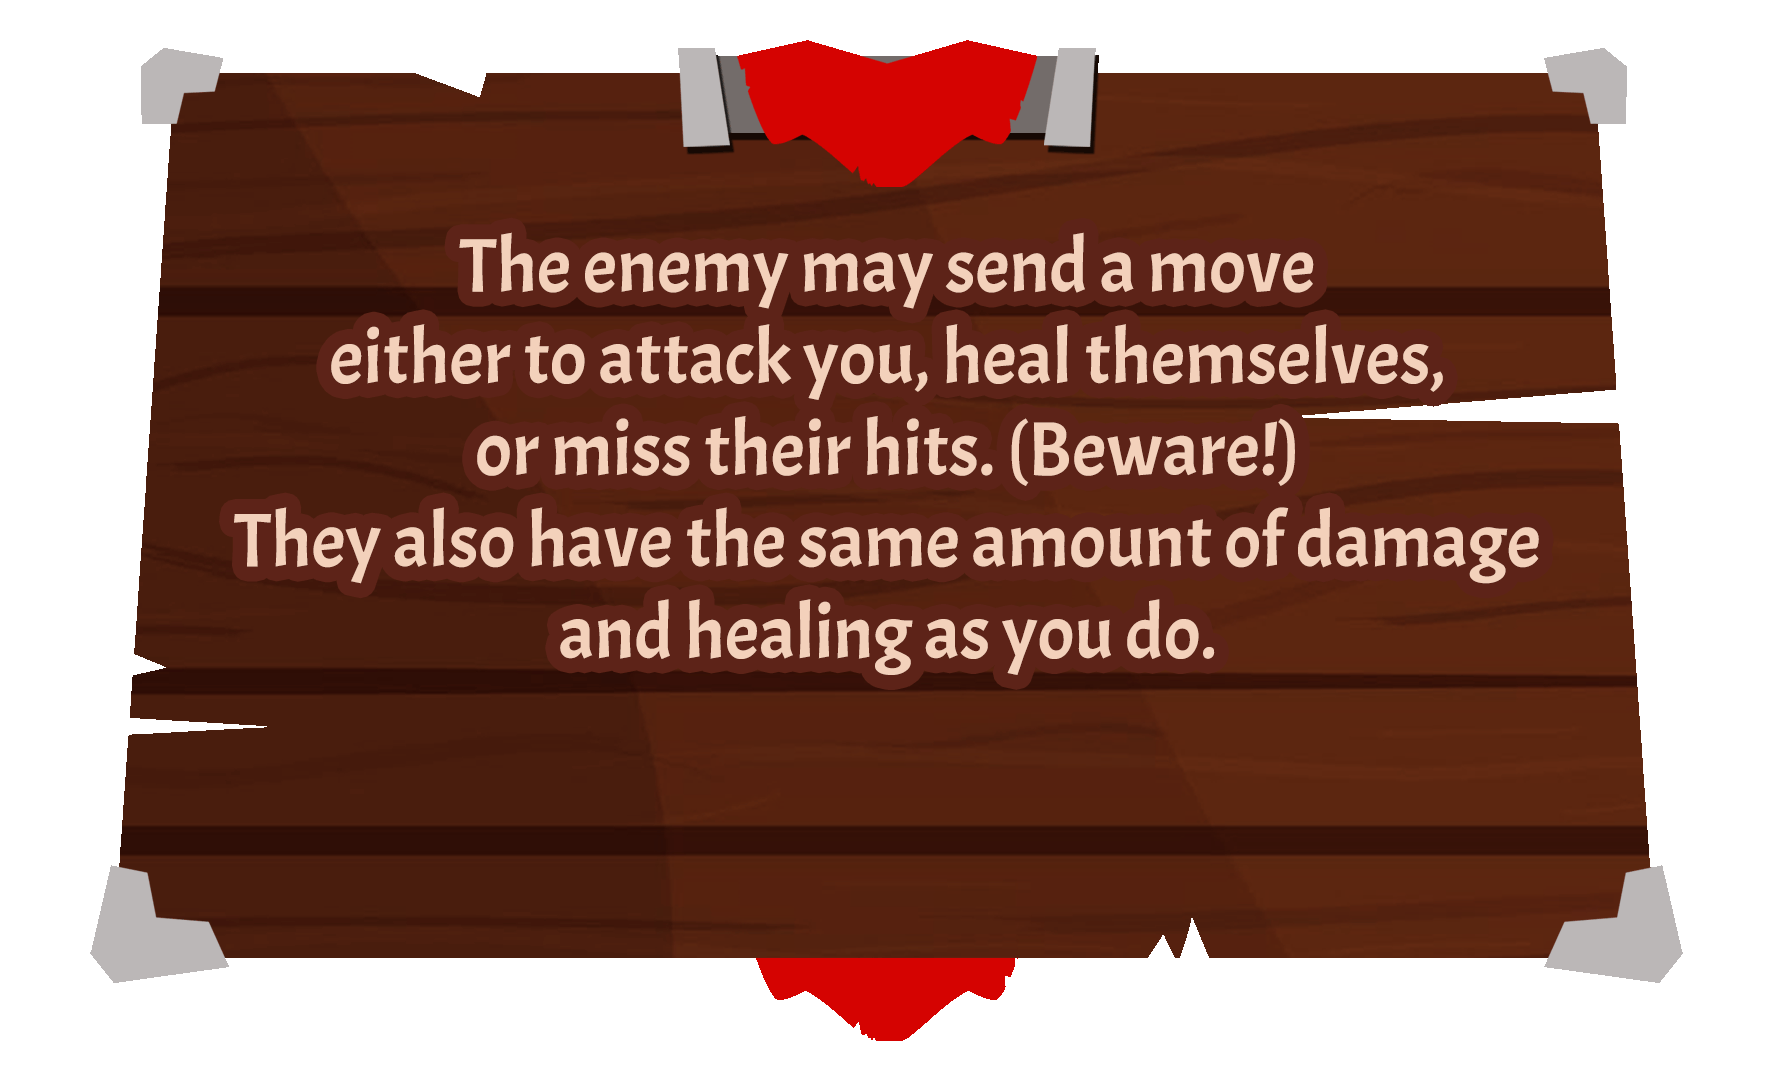 The enemy may send a move
either to attack you, heal themselves,
or miss their hits. (Beware!)
They also have the same amount of damage
and healing as you do.